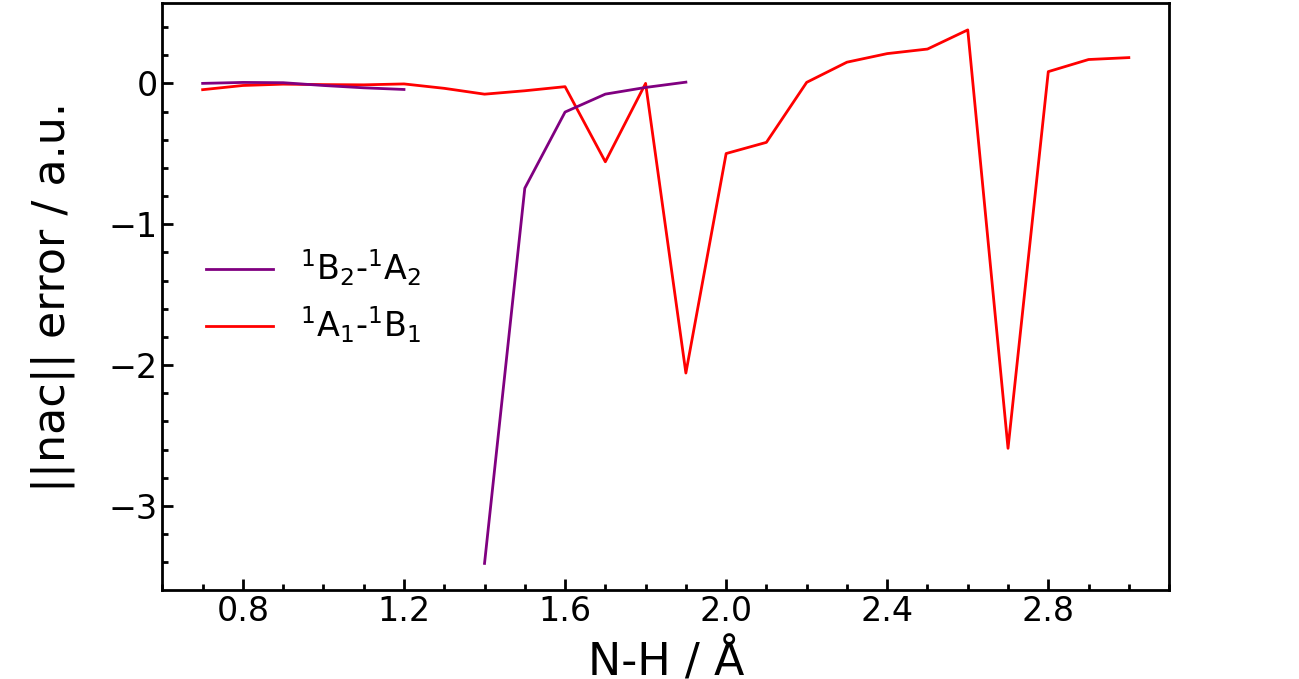 ||nac|| error / a.u.
0
−1
−2
−3
¹B₂-¹A₂
¹A₁-¹B₁
0.8 1.2 1.6 2.0 2.4 2.8
N-H / Å